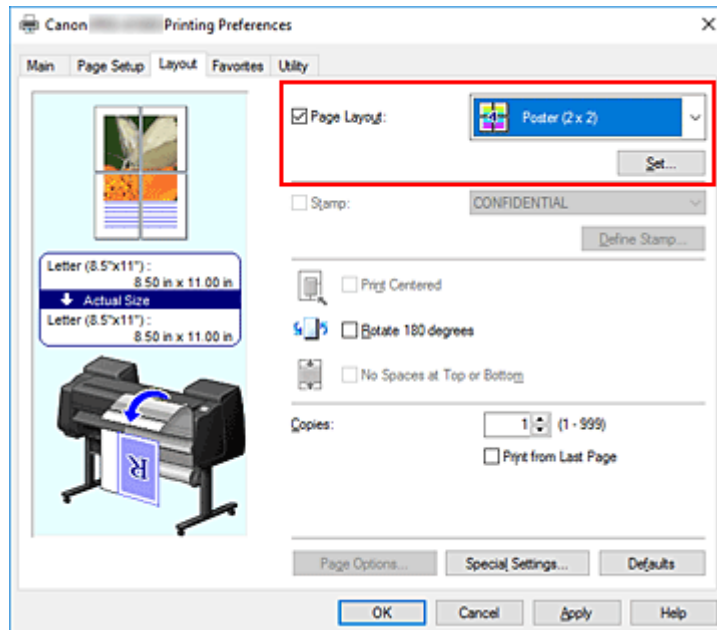 Canon Printing Preferences
Main Page Setup Layout Favorites Utility
Page Layout: Poster (2 x 2)
Set...
Stamp: CONFIDENTIAL
Define Stamp...
Letter (8.5"x11") :
8.50 in x 11.00 in
Actual Size
Letter (8.5"x11") :
8.50 in x 11.00 in
Print Centered
Rotate 180 degrees
No Spaces at Top or Bottom
Copies: 1 (1 - 999)
Print from Last Page
R
Page Options... Special Settings... Defaults
OK Cancel Apply Help